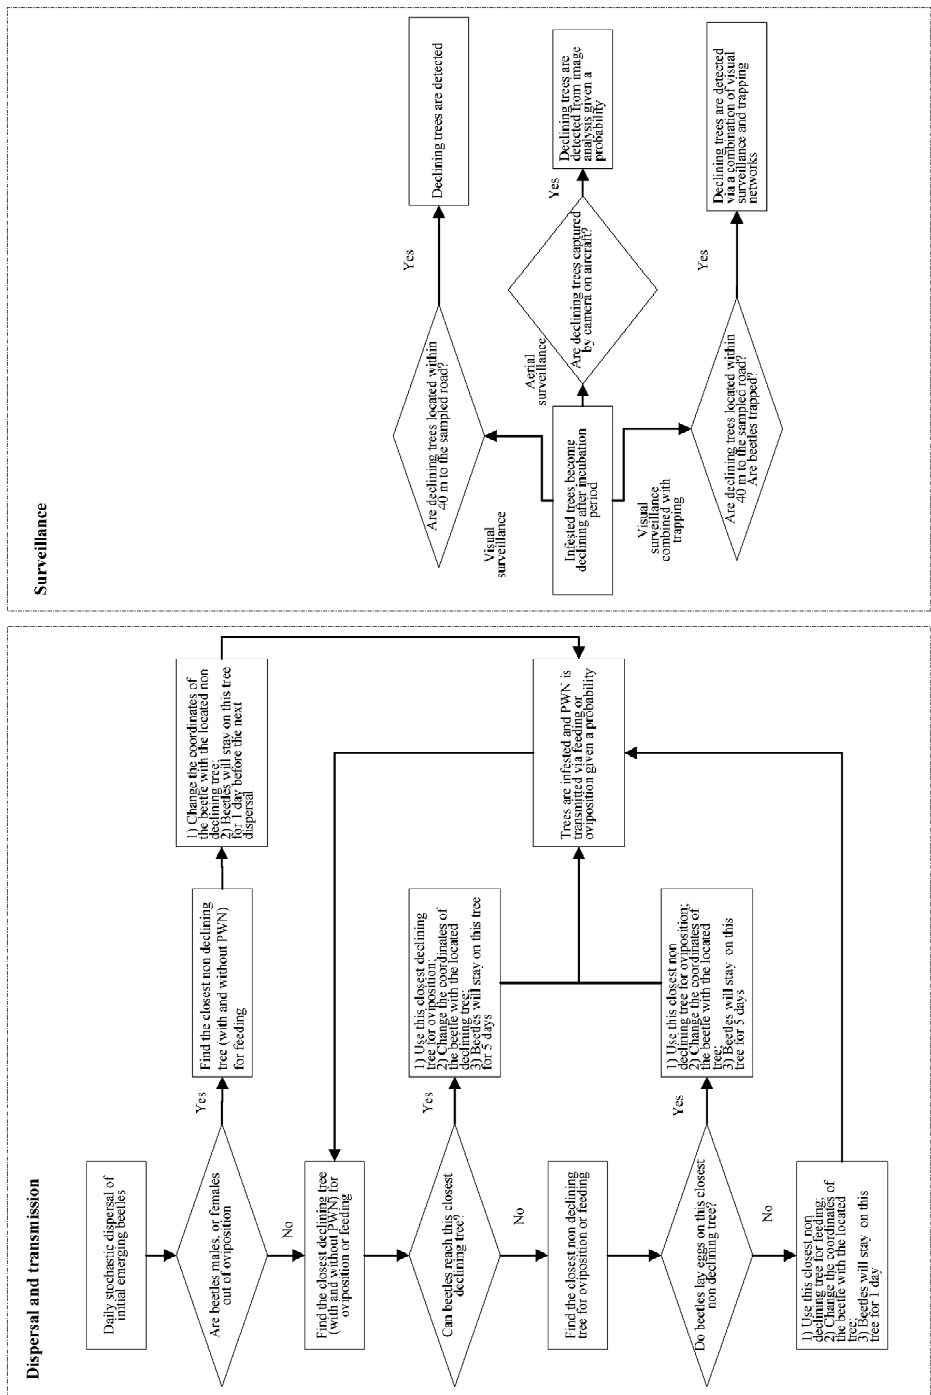 Dispersal and transmission
Daily stochastic dispersal of
initial emerging beetles
Are beetles males, or females
out of oviposition
Yes
Find the closest non declining
tree (with and without PWN)
for feeding
1) Change the coordinates of
the beetle with the located non
declining tree;
2) Beetles will stay on this tree
for 1 day before the next
dispersal
No
Find the closest declining tree
(with and without PWN) for
oviposition or feeding
Can beetles reach this closest
declining tree?
Yes
1) Use this closest declining
tree for oviposition;
2) Change the coordinates of
the beetle with the located
declining tree;
3) Beetles will stay on this tree
for 5 days
Trees are infested and PWN is
transmitted via feeding or
oviposition given a probability
No
Find the closest non declining
tree for oviposition or feeding
Do beetles lay eggs on this closest
non declining tree?
Yes
1) Use this closest non
declining tree for oviposition;
2) Change the coordinates of
the beetle with the located
tree;
3) Beetles will stay on this
tree for 5 days
No
1) Use this closest non
declining tree for feeding;
2) Change the coordinates of
the beetle with the located
tree;
3) Beetles will stay on this
tree for 1 day
Surveillance
Visual
surveillance
Are declining trees located within
40 m to the sampled road?
Yes
Declining trees are detected
Infested trees become
declining after incubation
period
Aerial
surveillance
Are declining trees captured
by camera on aircraft?
Yes
Declining trees are
detected from image
analysis given a
probability
Visual
surveillance
combined with
trapping
Are declining trees located within
40 m to the sampled road?
Are beetles trapped?
Yes
Declining trees are detected
via a combination of visual
surveillance and trapping
networks